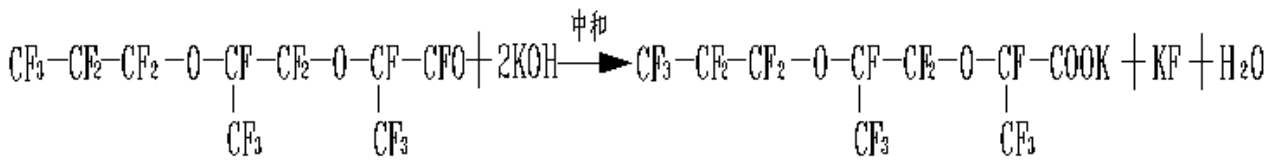 中和
CF₃-CF₂-CF₂-O-CF-CF₂-O-CF-CFO+2KOH→CF₃-CF₂-CF₂-O-CF-CF₂-O-CF-COOK+KF+H₂O
CF₃ CF₃ CF₃ CF₃